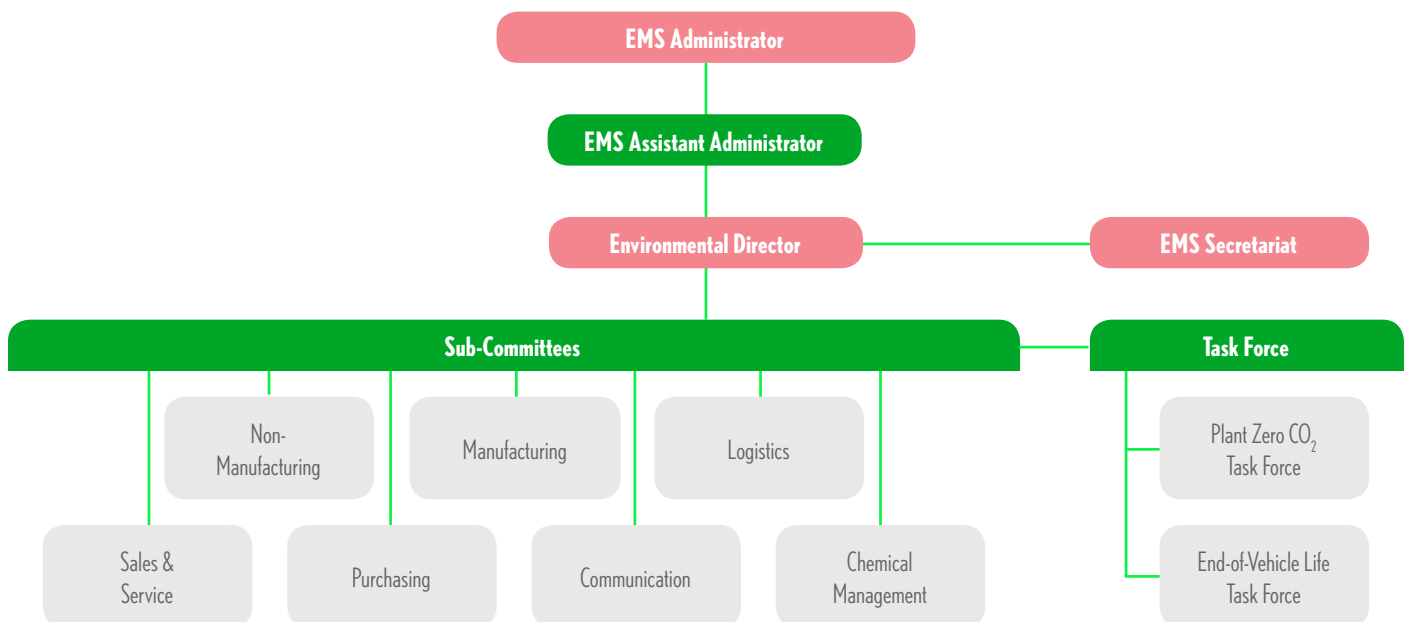 EMS Administrator
EMS Assistant Administrator
Environmental Director
EMS Secretariat
Sub-Committees
Task Force
Non-
Manufacturing
Manufacturing
Logistics
Plant Zero CO₂
Task Force
Sales &
Service
Purchasing
Communication
Chemical
Management
End-of-Vehicle Life
Task Force